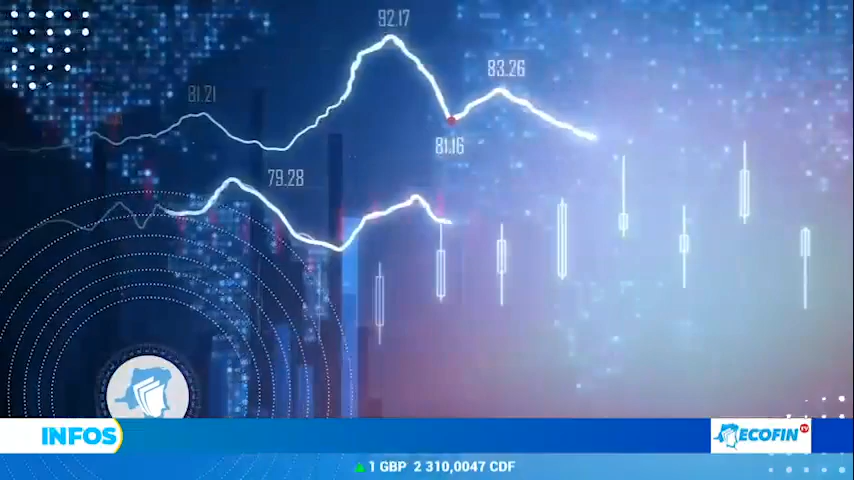 92.17
83.26
81.21
81.16
79.28
INFOS
ECOFIN TV
1 GBP 2 310,0047 CDF